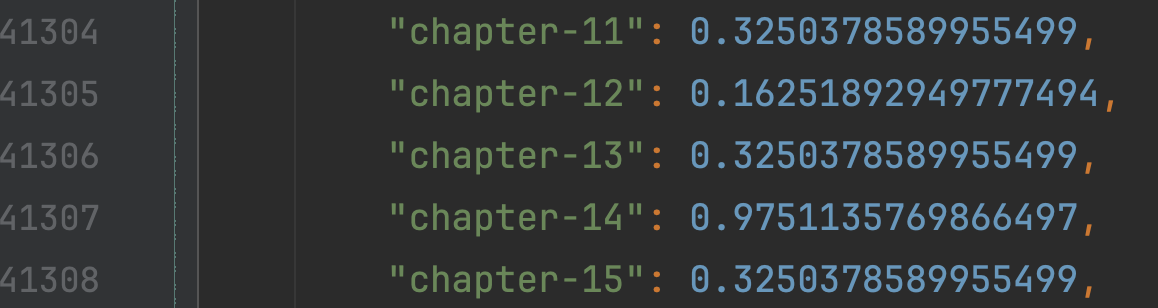 41304 "chapter-11": 0.3250378589955499,
41305 "chapter-12": 0.16251892949777494,
41306 "chapter-13": 0.3250378589955499,
41307 "chapter-14": 0.9751135769866497,
41308 "chapter-15": 0.3250378589955499,